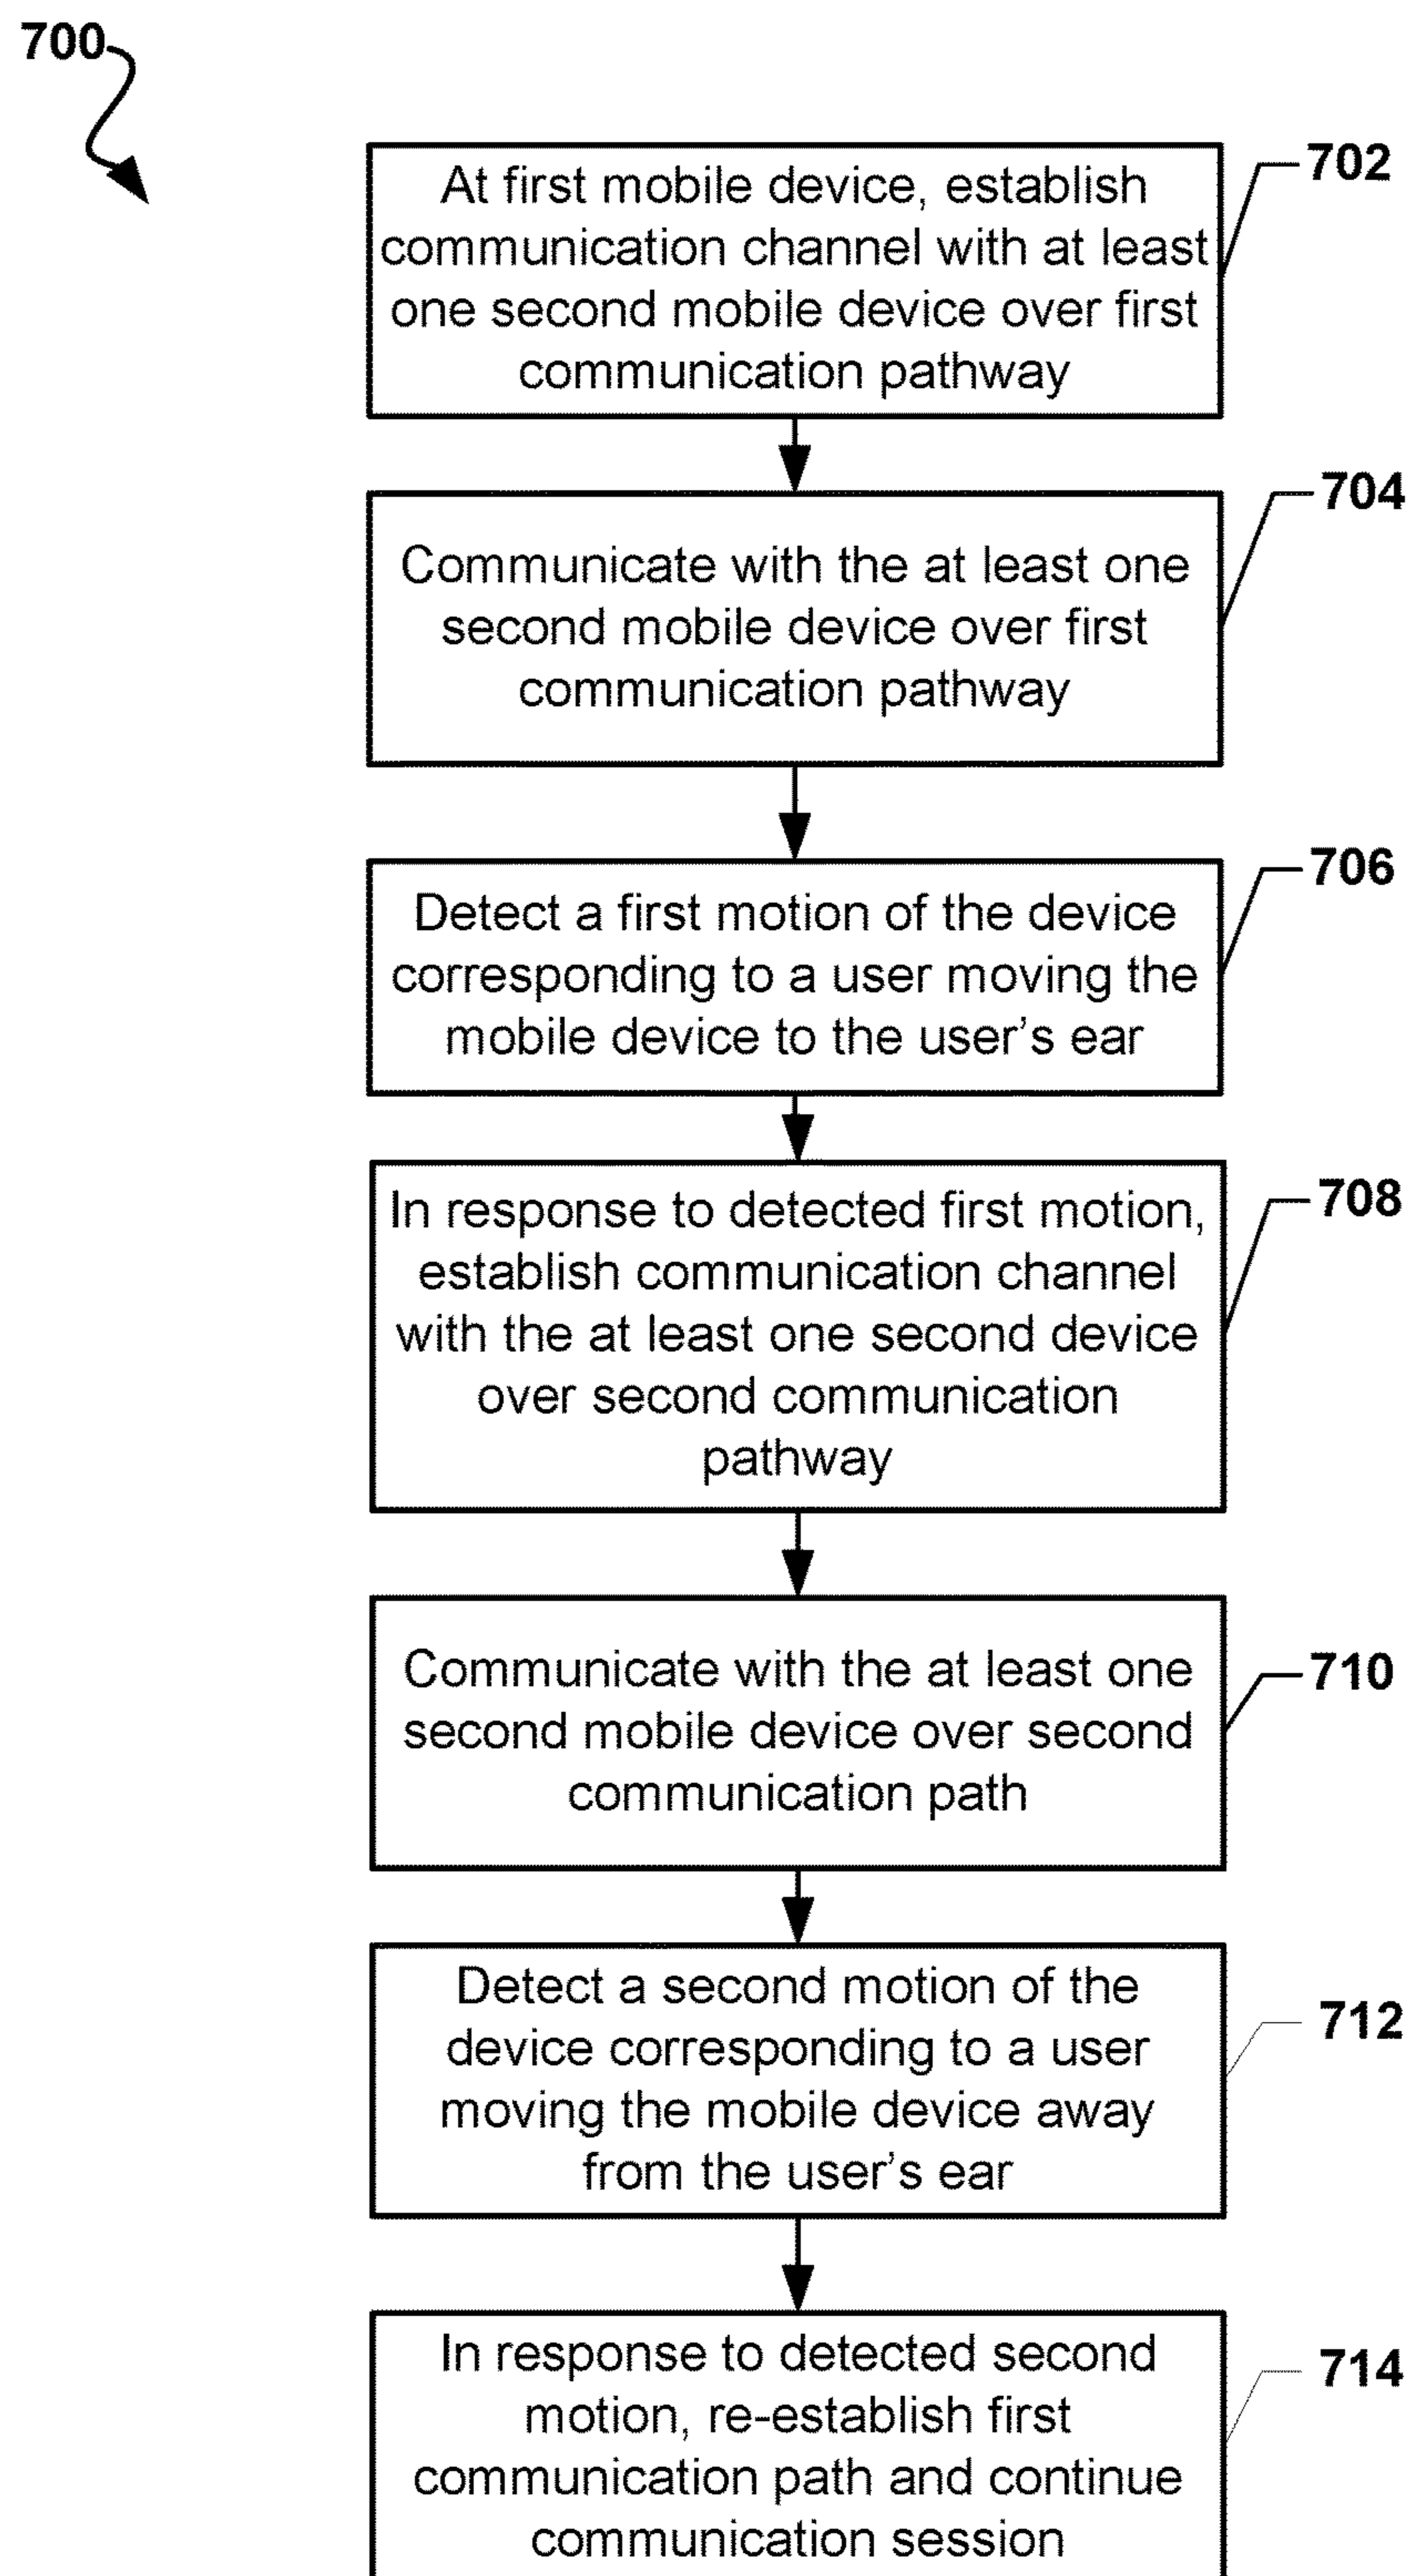 700
702
At first mobile device, establish
communication channel with at least
one second mobile device over first
communication pathway
704
Communicate with the at least one
second mobile device over first
communication pathway
706
Detect a first motion of the device
corresponding to a user moving the
mobile device to the user’s ear
708
In response to detected first motion,
establish communication channel
with the at least one second device
over second communication
pathway
710
Communicate with the at least one
second mobile device over second
communication path
712
Detect a second motion of the
device corresponding to a user
moving the mobile device away
from the user’s ear
714
In response to detected second
motion, re-establish first
communication path and continue
communication session